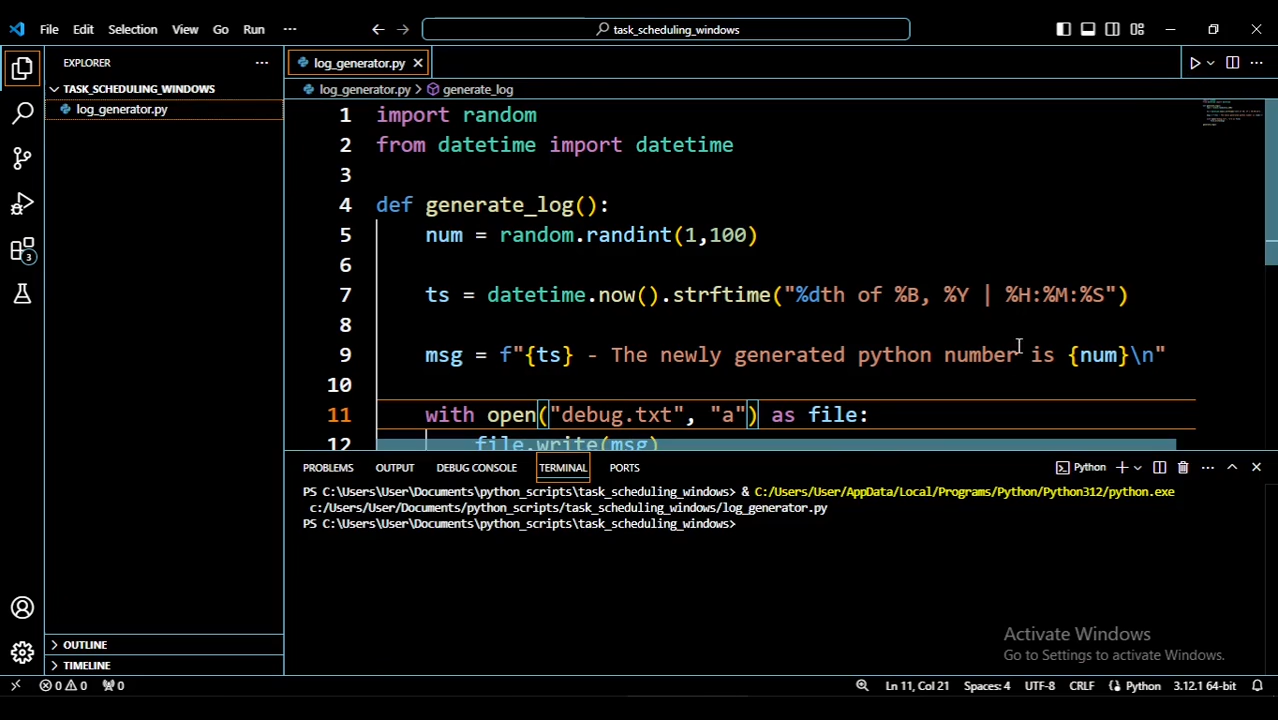 File Edit Selection View Go Run ··· task_scheduling_windows
EXPLORER ···
log_generator.py
TASK_SCHEDULING_WINDOWS
log_generator.py > generate_log
log_generator.py
1 import random
2 from datetime import datetime
3
4 def generate_log():
5 num = random.randint(1,100)
6
7 ts = datetime.now().strftime("%dth of %B, %Y | %H:%M:%S")
8
9 msg = f"{ts} - The newly generated python number is {num}\n"
10
11 with open("debug.txt", "a") as file:
12 file.write(msg)
PROBLEMS OUTPUT DEBUG CONSOLE TERMINAL PORTS Python
PS C:\Users\User\Documents\python_scripts\task_scheduling_windows> & C:/Users/User/AppData/Local/Programs/Python/Python312/python.exe
c:/Users/User/Documents/python_scripts/task_scheduling_windows/log_generator.py
PS C:\Users\User\Documents\python_scripts\task_scheduling_windows>
3
OUTLINE
TIMELINE
Activate Windows
Go to Settings to activate Windows.
0 0 0 Ln 11, Col 21 Spaces: 4 UTF-8 CRLF Python 3.12.1 64-bit